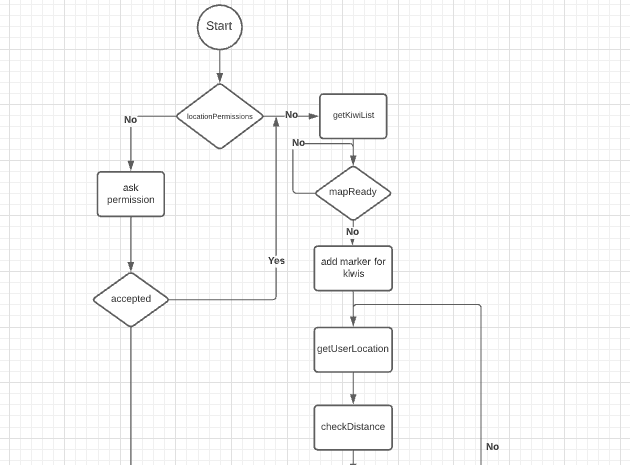 Start
locationPermissions
No
No
getKiwiList
No
ask
permission
mapReady
No
Yes
add marker for
kiwis
accepted
getUserLocation
checkDistance
No